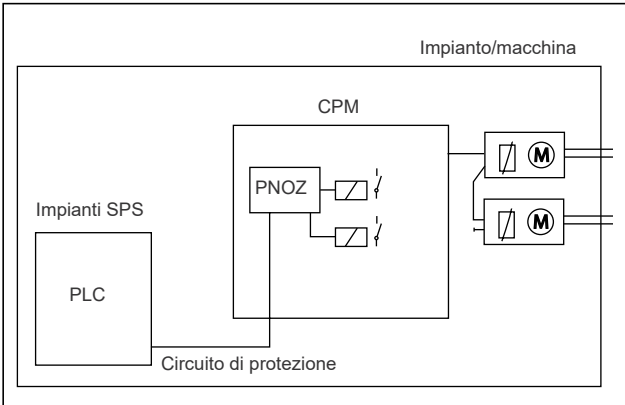 Impianto/macchina
CPM
PNOZ
M
Impianti SPS
M
PLC
Circuito di protezione